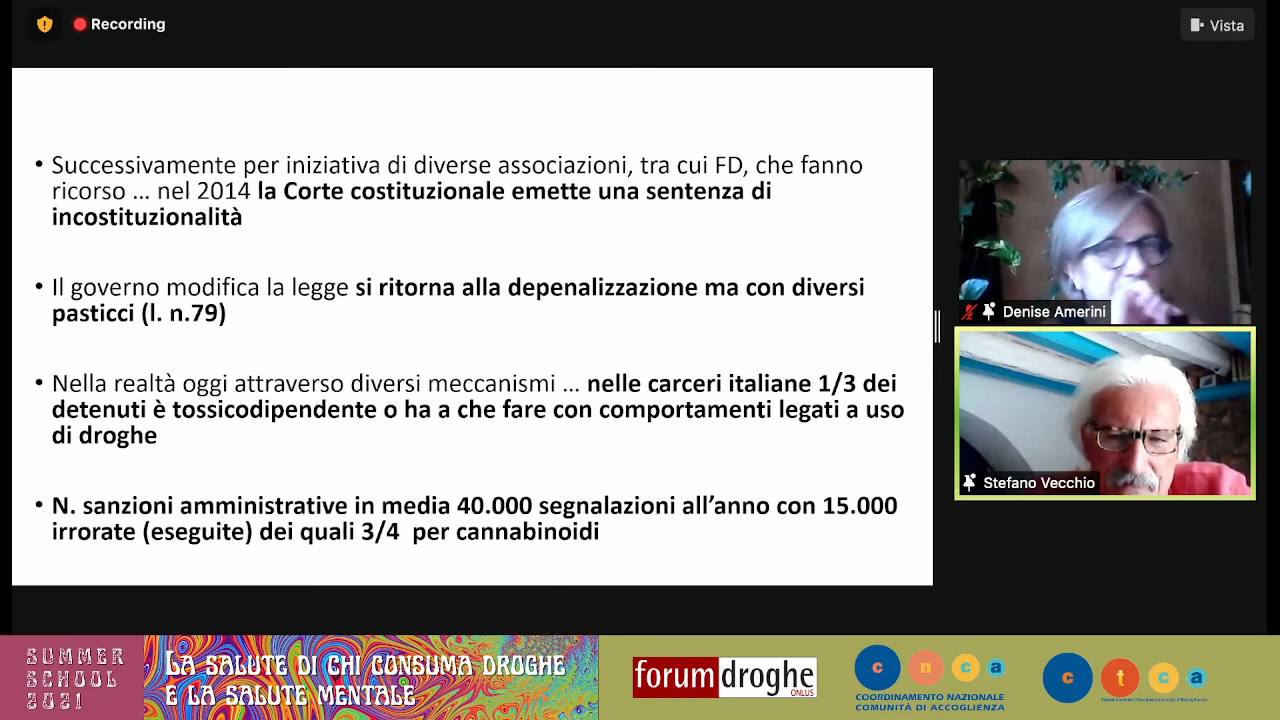 Recording
Vista
• Successivamente per iniziativa di diverse associazioni, tra cui FD, che fanno
ricorso ... nel 2014 la Corte costituzionale emette una sentenza di
incostituzionalità
• Il governo modifica la legge si ritorna alla depenalizzazione ma con diversi
pasticci (l. n.79)
• Nella realtà oggi attraverso diversi meccanismi ... nelle carceri italiane 1/3 dei
detenuti è tossicodipendente o ha a che fare con comportamenti legati a uso
di droghe
• N. sanzioni amministrative in media 40.000 segnalazioni all’anno con 15.000
irrorate (eseguite) dei quali 3/4 per cannabinoidi
Denise Amerini
Stefano Vecchio
SUMMER
SCHOOL
2021
LA SALUTE DI CHI CONSUMA DROGHE
E LA SALUTE MENTALE
forumdroghe
ONLUS
c n c a
COORDINAMENTO NAZIONALE
COMUNITÀ DI ACCOGLIENZA
c t c a
Coordinamento Toscano Comunità d'Accoglienza